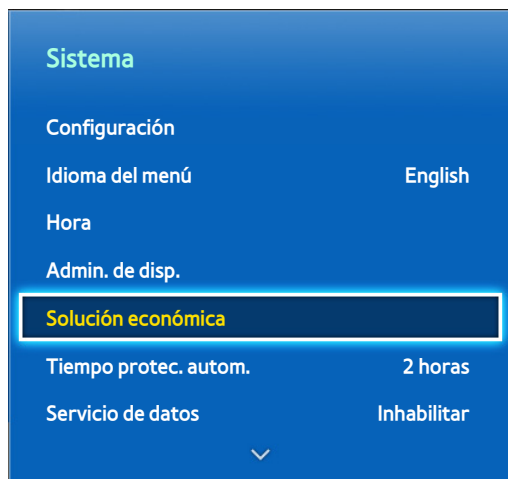 Sistema
Configuración
Idioma del menú English
Hora
Admin. de disp.
Solución económica
Tiempo protec. autom. 2 horas
Servicio de datos Inhabilitar